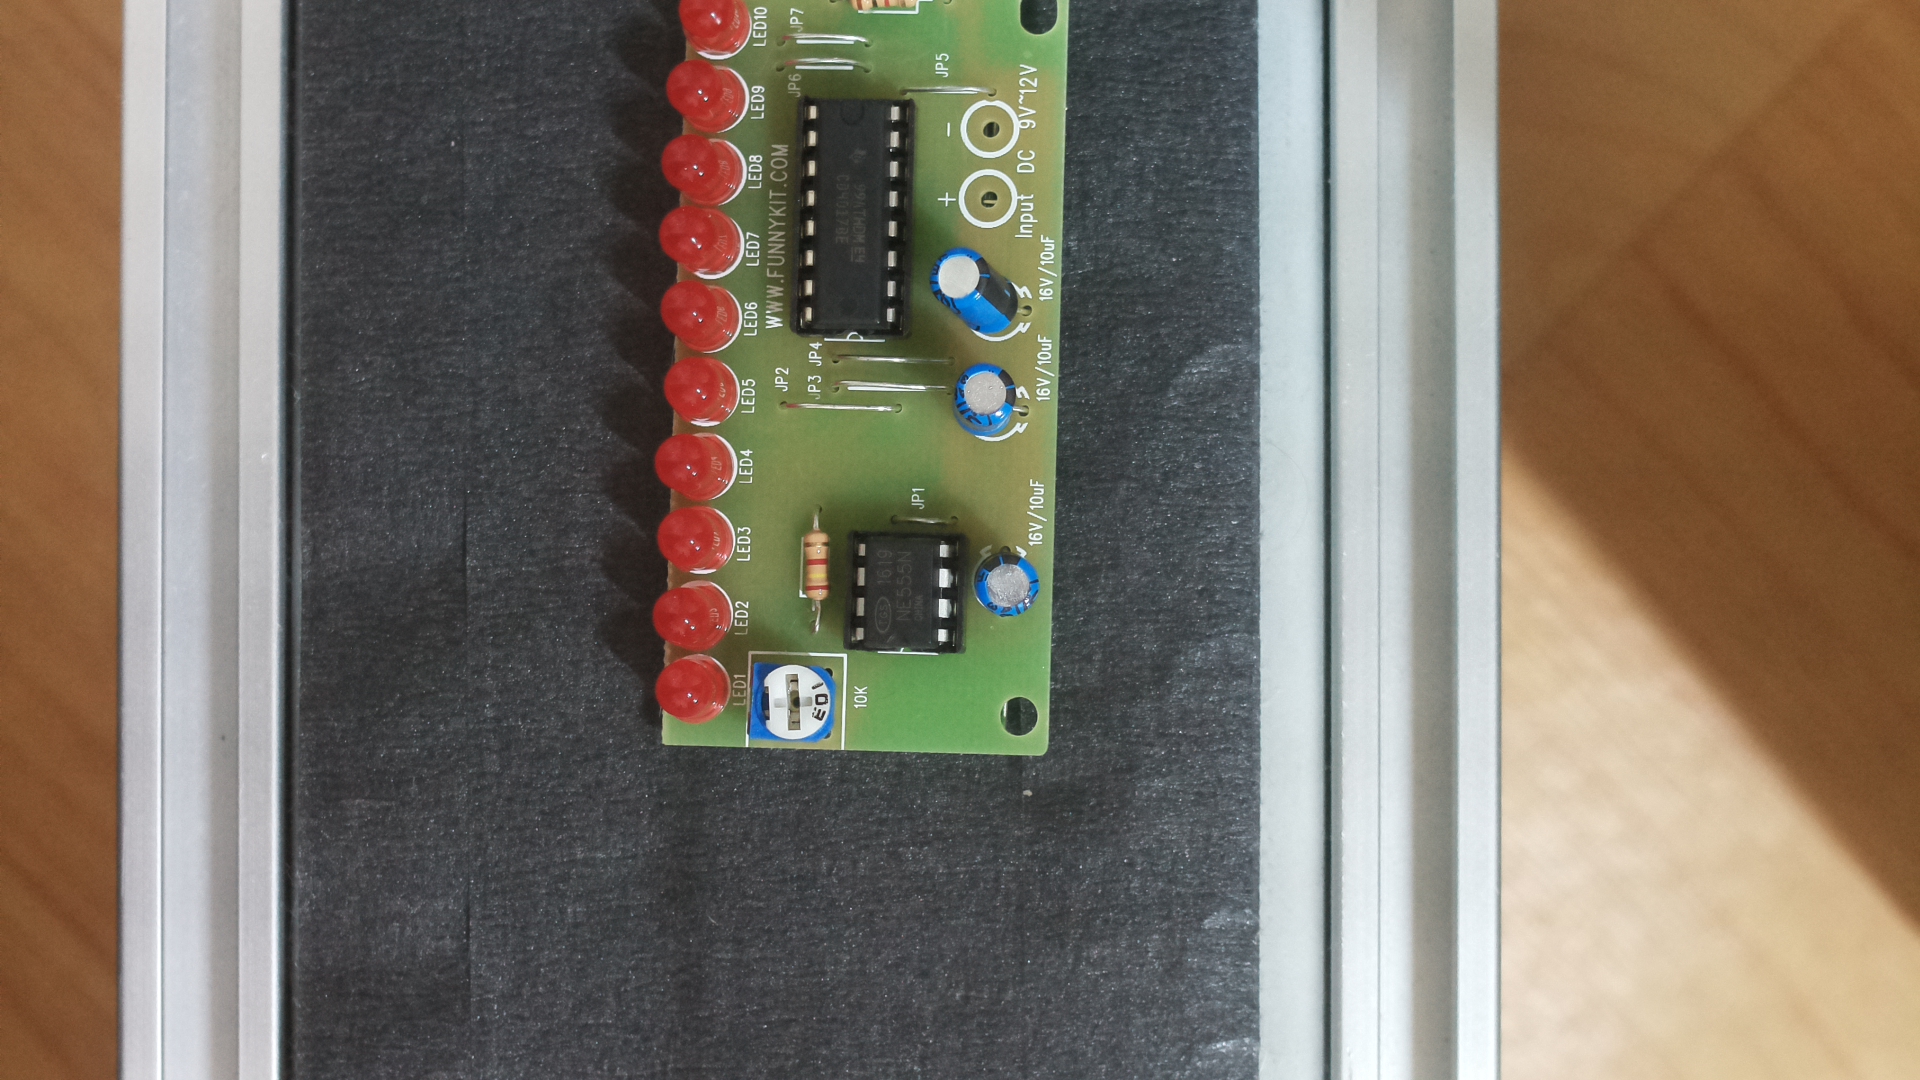 LED10
JP7
LED9
JP6
JP5
9V~12V
DC
Input
-
+
LED8
WWW.FUNNYKIT.COM
LED7
16V/10uF
LED6
JP4
JP2
JP3
16V/10uF
LED5
LED4
JP1
16V/10uF
LED3
1619
NE555N
LED2
LED1
103
10K